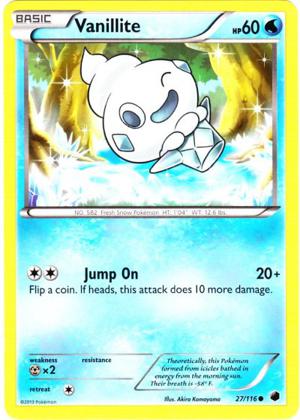 BASIC
Vanillite HP60
NO. 582 Fresh Snow Pokémon HT: 1'04" WT: 12.6 lbs.
Jump On 20+
Flip a coin. If heads, this attack does 10 more damage.
weakness resistance
×2
retreat
Theoretically, this Pokémon
formed from icicles bathed in
energy from the morning sun.
Their breath is -58° F.
©2013 Pokémon
Illus. Akira Komayama
27/116